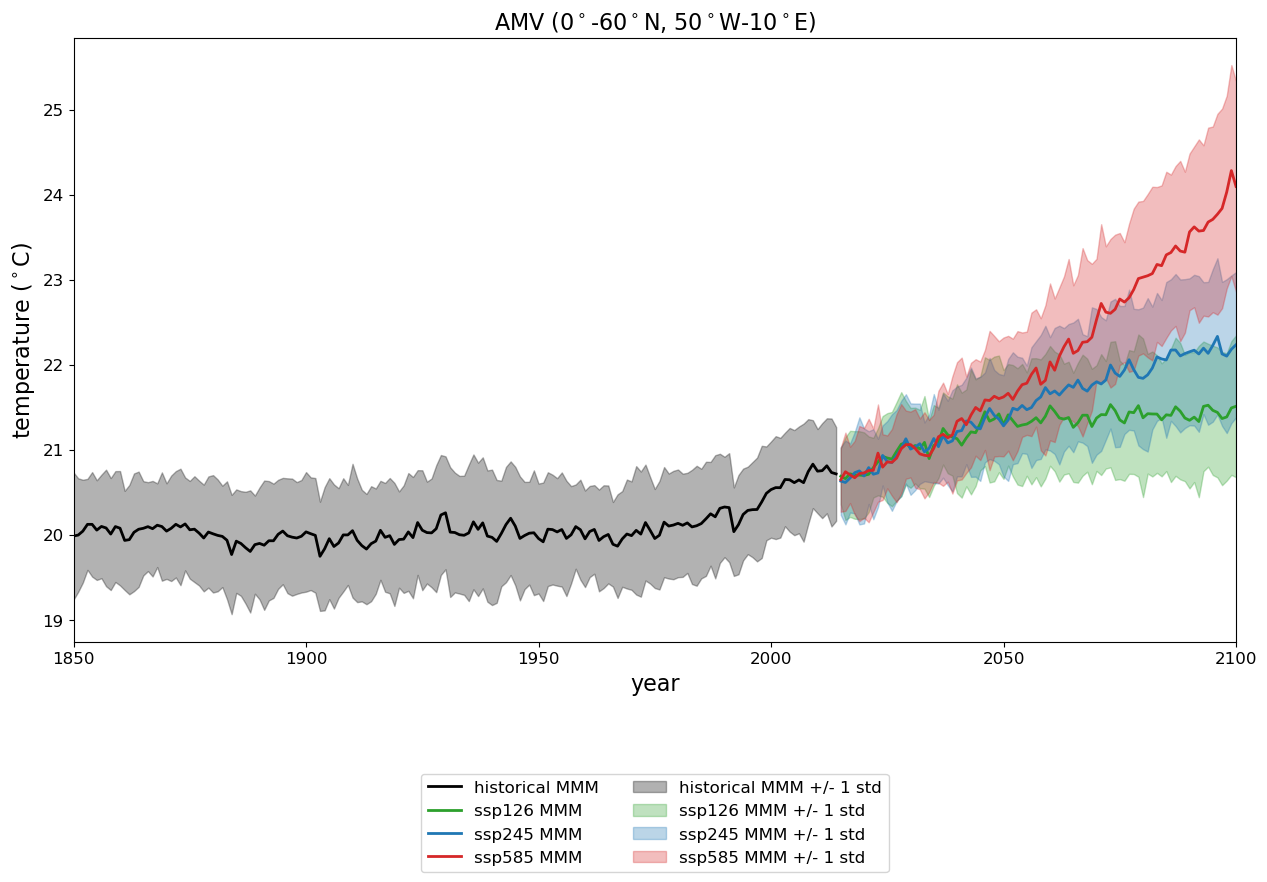 AMV (0°-60°N, 50°W-10°E)
temperature (°C)
25
24
23
22
21
20
19
1850 1900 1950 2000 2050 2100
year
historical MMM
ssp126 MMM
ssp245 MMM
ssp585 MMM
historical MMM +/- 1 std
ssp126 MMM +/- 1 std
ssp245 MMM +/- 1 std
ssp585 MMM +/- 1 std